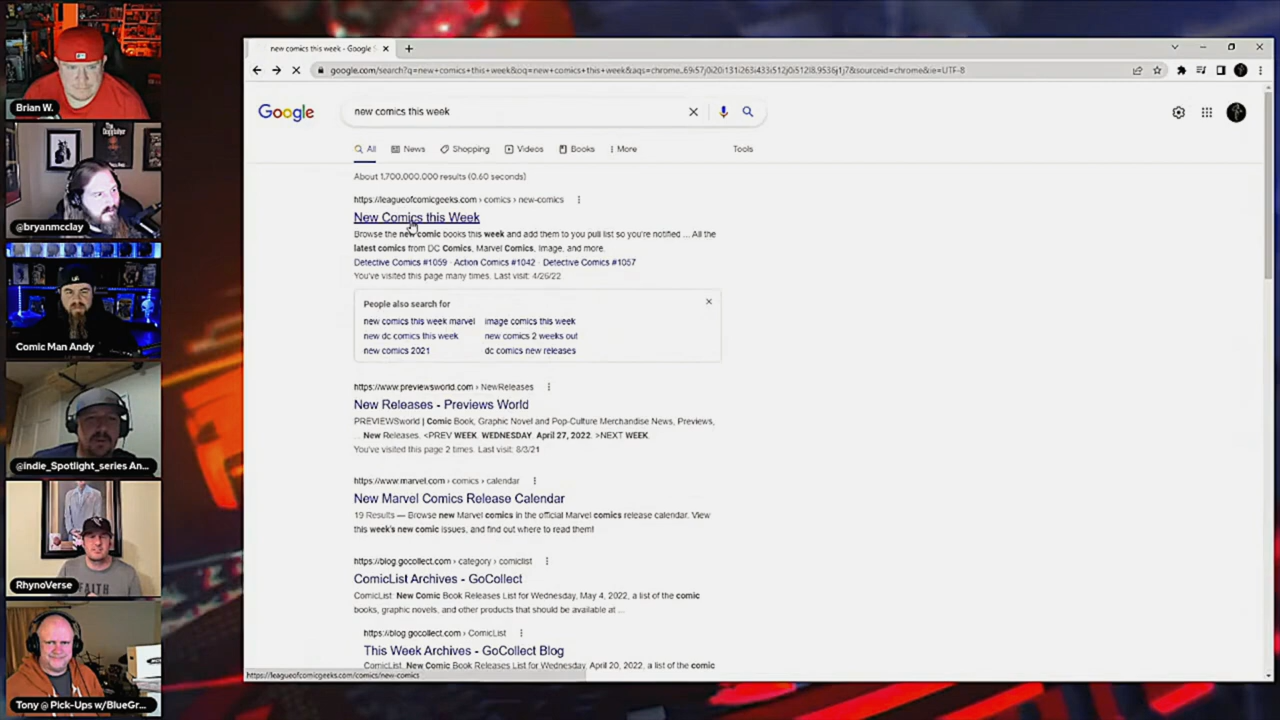 Brian W.
@bryanmcclay
Comic Man Andy
@indie_Spotlight_series An...
RhynoVerse
FAITH
Tony @ Pick-Ups w/BlueGr...
new comics this week - Google S
google.com/search?q=new+comics+this+week&oq=new+comics+this+week&aqs=chrome..69i57j0i20i131i263i433i512j0i512l8.9536j1j7&sourceid=chrome&ie=UTF-8
Google
new comics this week
All
News
Shopping
Videos
Books
More
Tools
About 1,700,000,000 results (0.60 seconds)
https://leagueofcomicgeeks.com › comics › new-comics
New Comics this Week
Browse the new comic books this week and add them to you pull list so you're notified ... All the
latest comics from DC Comics, Marvel Comics, Image, and more.
Detective Comics #1059 · Action Comics #1042 · Detective Comics #1057
You've visited this page many times. Last visit: 4/26/22
People also search for
new comics this week marvel
image comics this week
new dc comics this week
new comics 2 weeks out
new comics 2021
dc comics new releases
https://www.previewsworld.com › NewReleases
New Releases - Previews World
PREVIEWSworld | Comic Book, Graphic Novel and Pop-Culture Merchandise News, Previews,
... New Releases. <PREV WEEK. WEDNESDAY. April 27, 2022. >NEXT WEEK.
You've visited this page 2 times. Last visit: 8/3/21
https://www.marvel.com › comics › calendar
New Marvel Comics Release Calendar
19 Results — Browse new Marvel comics in the official Marvel comics release calendar. View
this week's new comic issues, and find out where to read them!
https://blog.gocollect.com › category › comiclist
ComicList Archives - GoCollect
ComicList: New Comic Book Releases List for Wednesday, May 4, 2022, a list of the comic
books, graphic novels, and other products that should be available at ...
https://blog.gocollect.com › ComicList
This Week Archives - GoCollect Blog
ComicList. New Comic Book Releases List for Wednesday, April 20, 2022, a list of the comic
https://leagueofcomicgeeks.com/comics/new-comics